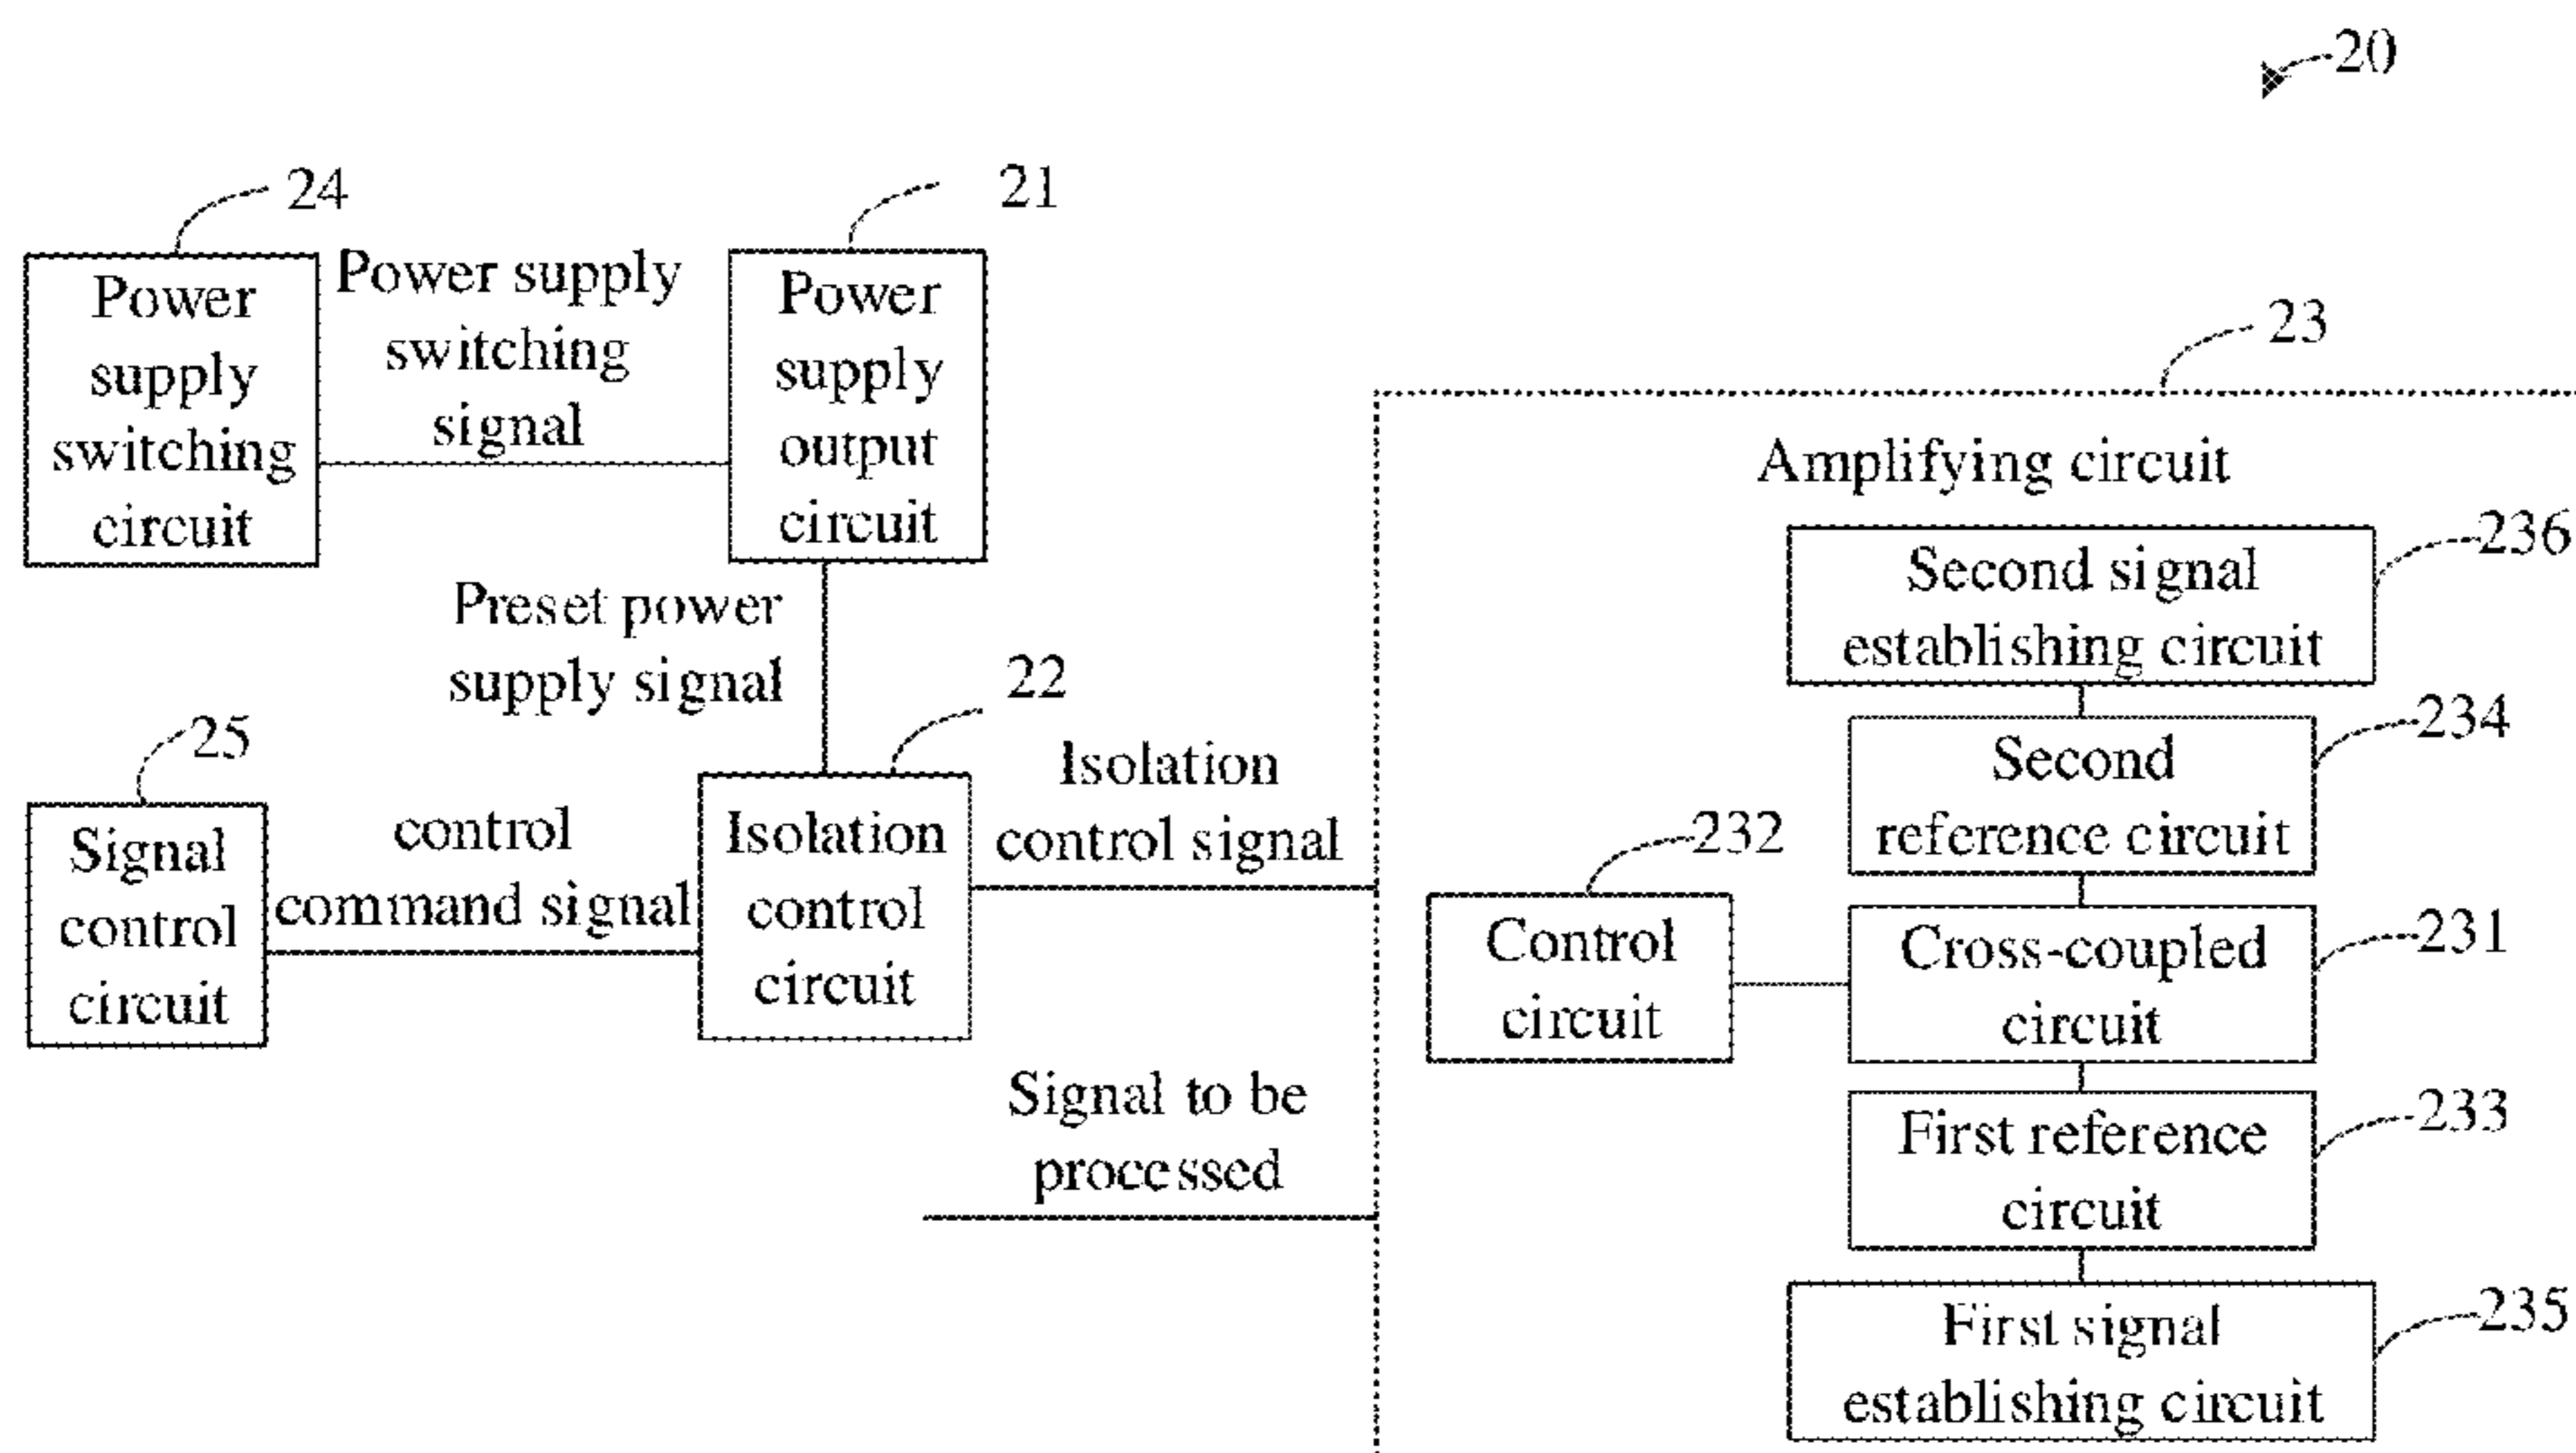 20
24
Power
supply
switching
circuit
Power supply
switching
signal
21
Power
supply
output
circuit
Preset power
supply signal
22
Isolation
control
circuit
25
Signal
control
circuit
control
command signal
Isolation
control signal
Signal to be
processed
23
Amplifying circuit
236
Second signal
establishing circuit
234
Second
reference circuit
232
Control
circuit
231
Cross-coupled
circuit
233
First reference
circuit
235
First signal
establishing circuit